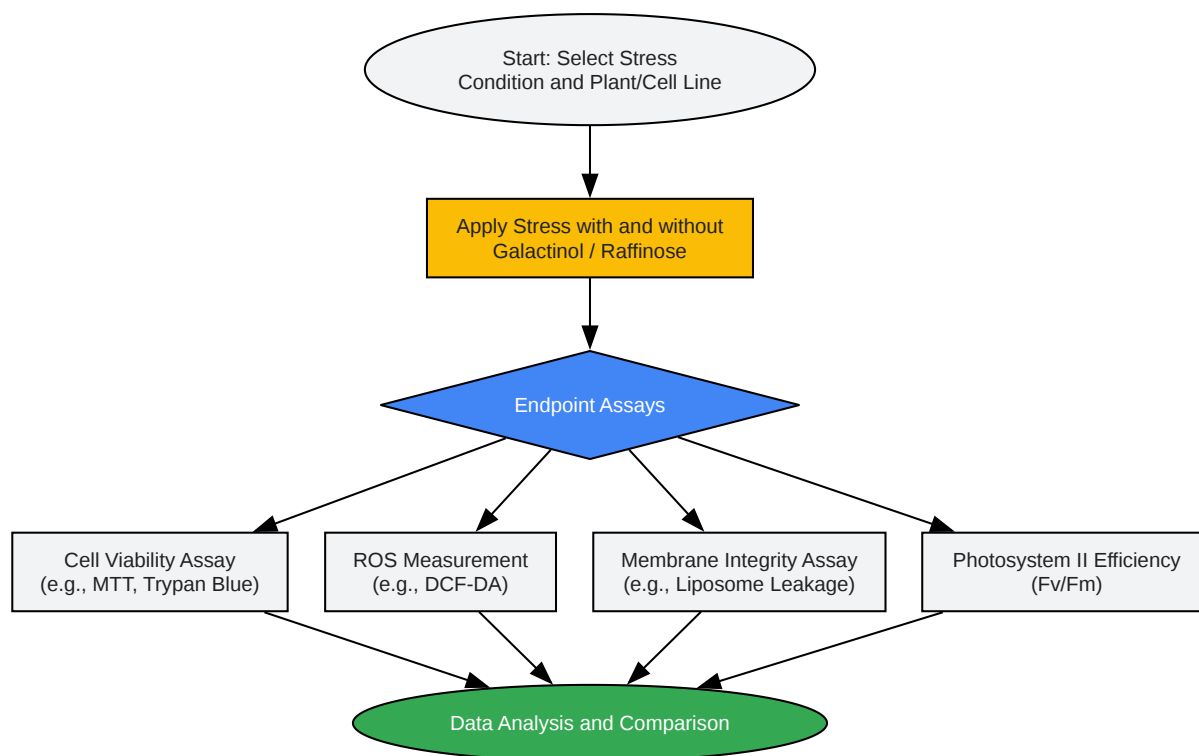 Start: Select Stress
Condition and Plant/Cell Line
Apply Stress with and without
Galactinol / Raffinose
Endpoint Assays
Cell Viability Assay
(e.g., MTT, Trypan Blue)
ROS Measurement
(e.g., DCF-DA)
Membrane Integrity Assay
(e.g., Liposome Leakage)
Photosystem II Efficiency
(Fv/Fm)
Data Analysis and Comparison